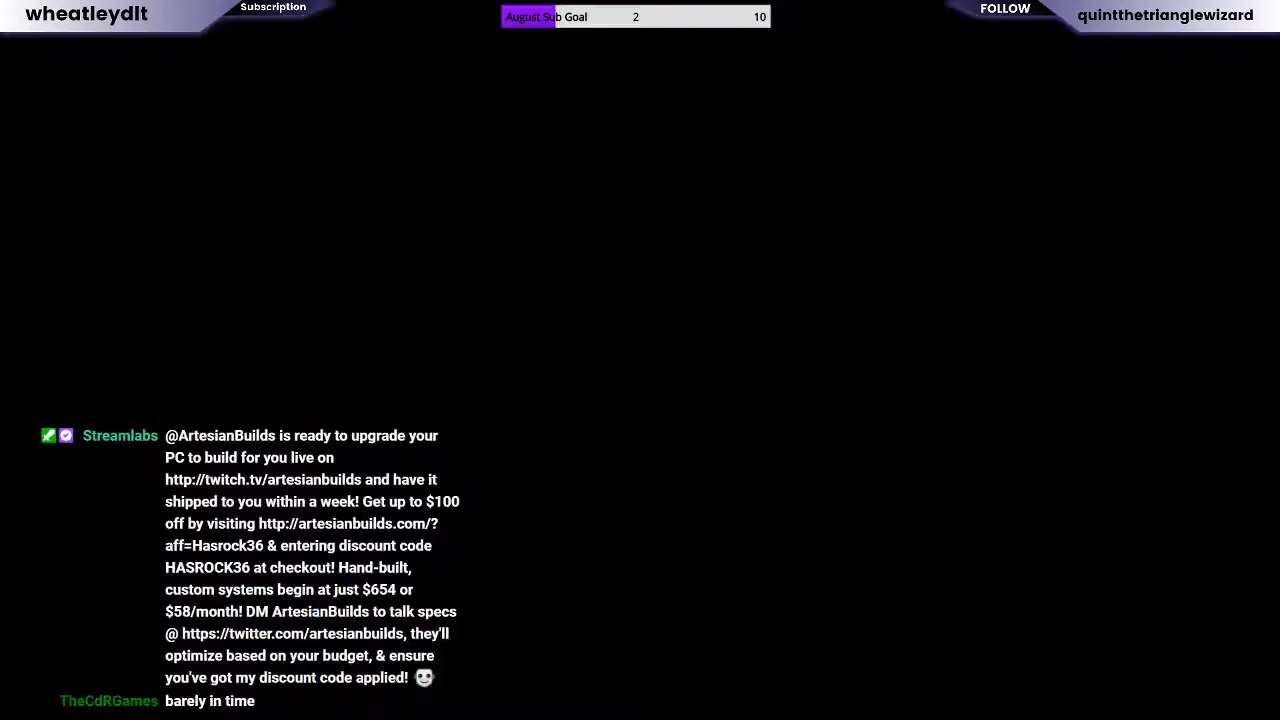 wheatleydlt
Subscription
August Sub Goal 2 10
FOLLOW
quintthetrianglewizard
Streamlabs @ArtesianBuilds is ready to upgrade your
PC to build for you live on
http://twitch.tv/artesianbuilds and have it
shipped to you within a week! Get up to $100
off by visiting http://artesianbuilds.com/?
aff=Hasrock36 & entering discount code
HASROCK36 at checkout! Hand-built,
custom systems begin at just $654 or
$58/month! DM ArtesianBuilds to talk specs
@ https://twitter.com/artesianbuilds, they'll
optimize based on your budget, & ensure
you've got my discount code applied!
TheCdRGames barely in time